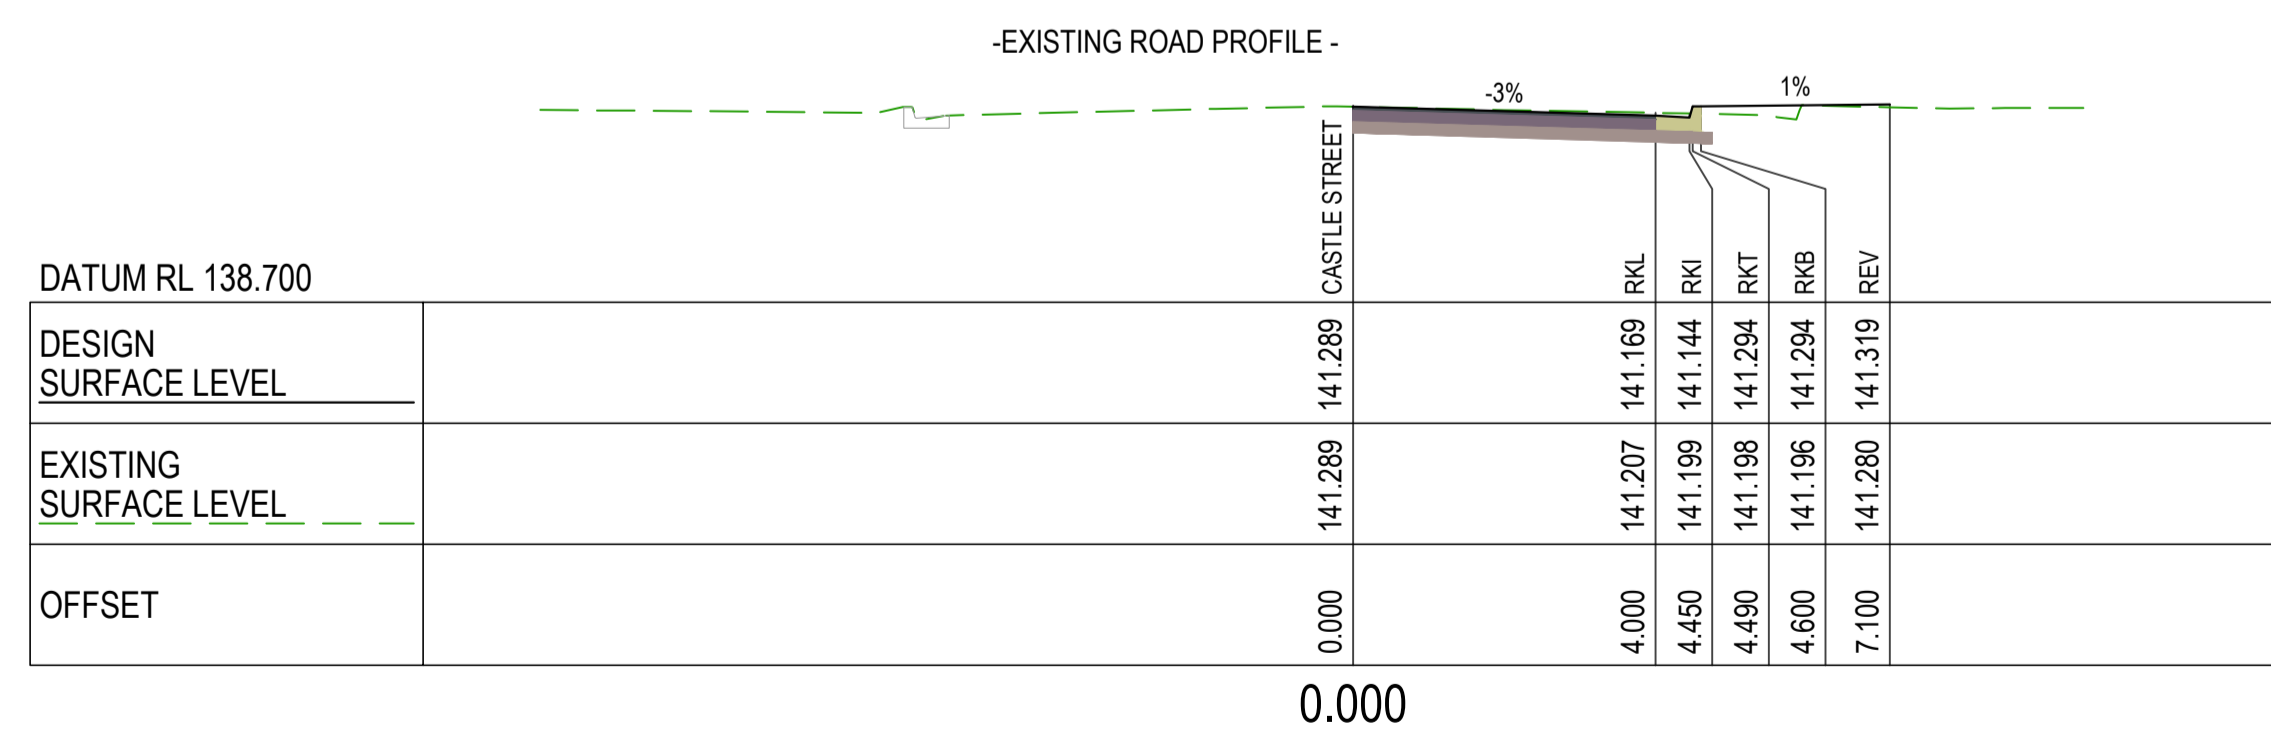 -EXISTING ROAD PROFILE -
-3%
1%
CASTLE STREET
RKL
RKI
RKT
RKB
REV
DATUM RL 138.700
DESIGN
SURFACE LEVEL
141.289
141.169
141.144
141.294
141.294
141.319
EXISTING
SURFACE LEVEL
141.289
141.207
141.199
141.198
141.196
141.280
OFFSET
0.000
4.000
4.450
4.490
4.600
7.100
0.000